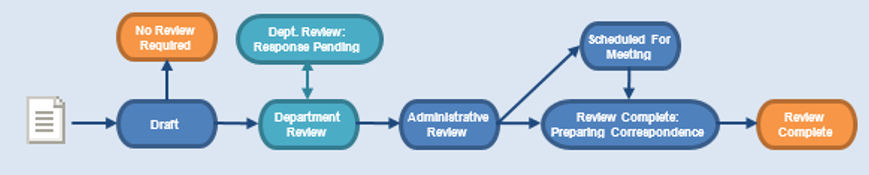 No Review
Required
Dept. Review:
Response Pending
Scheduled For
Meeting
Draft
Department
Review
Administrative
Review
Review Complete:
Preparing Correspondence
Review
Complete